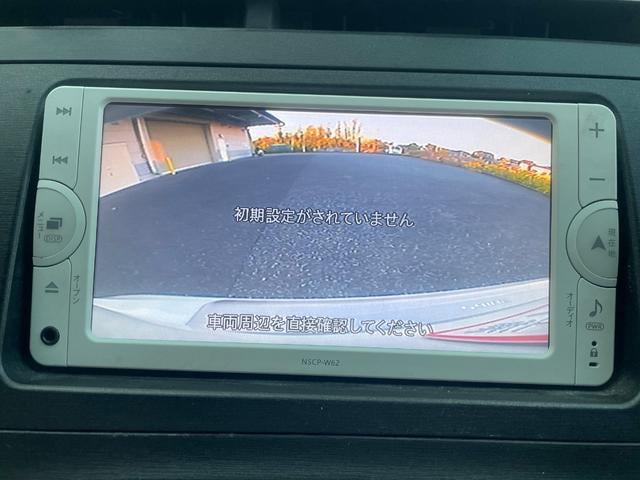 初期設定がされていません
車両周辺を直接確認してください
メニュー
DISP
オープン
現在地
オーディオ
PWR
NSCP-W62